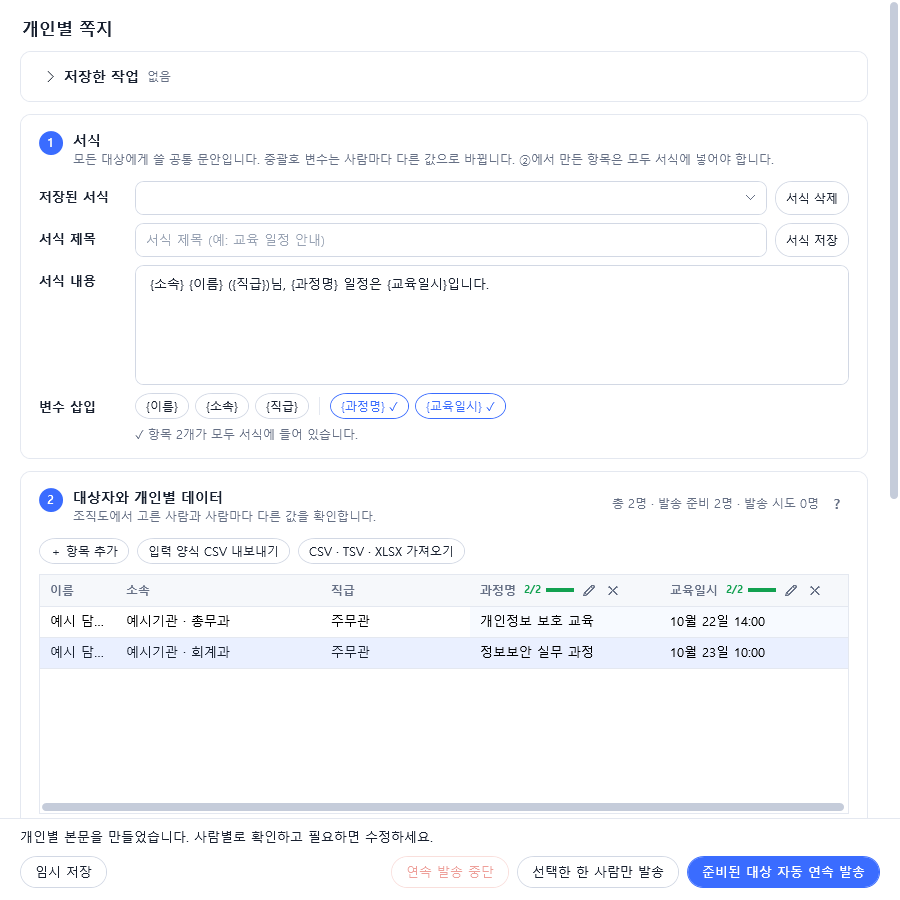 개인별 쪽지
저장한 작업 없음
1 서식
모든 대상에게 쓸 공통 문안입니다. 중괄호 변수는 사람마다 다른 값으로 바뀝니다. ②에서 만든 항목은 모두 서식에 넣어야 합니다.
저장된 서식 서식 삭제
서식 제목 서식 제목 (예: 교육 일정 안내) 서식 저장
서식 내용 {소속} {이름} ({직급})님, {과정명} 일정은 {교육일시}입니다.
변수 삽입 {이름} {소속} {직급} {과정명} ✓ {교육일시} ✓
✓ 항목 2개가 모두 서식에 들어 있습니다.
2 대상자와 개인별 데이터
조직도에서 고른 사람과 사람마다 다른 값을 확인합니다.
총 2명 · 발송 준비 2명 · 발송 시도 0명 ?
+ 항목 추가 입력 양식 CSV 내보내기 CSV · TSV · XLSX 가져오기
이름 소속 직급 과정명 2/2 교육일시 2/2
예시 담... 예시기관 · 총무과 주무관 개인정보 보호 교육 10월 22일 14:00
예시 담... 예시기관 · 회계과 주무관 정보보안 실무 과정 10월 23일 10:00
개인별 본문을 만들었습니다. 사람별로 확인하고 필요하면 수정하세요.
임시 저장 연속 발송 중단 선택한 한 사람만 발송 준비된 대상 자동 연속 발송